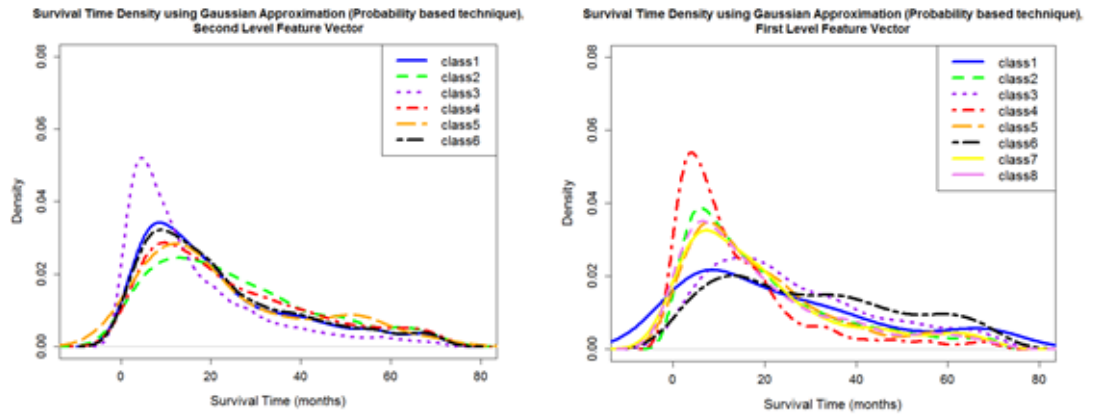 Survival Time Density using Gaussian Approximation (Probability based technique),
Second Level Feature Vector
class1
class2
class3
class4
class5
class6
Density
0.00
0.02
0.04
0.06
0.08
0
20
40
60
80
Survival Time (months)
Survival Time Density using Gaussian Approximation (Probability based technique),
First Level Feature Vector
class1
class2
class3
class4
class5
class6
class7
class8
Density
0.00
0.02
0.04
0.06
0.08
0
20
40
60
80
Survival Time (months)